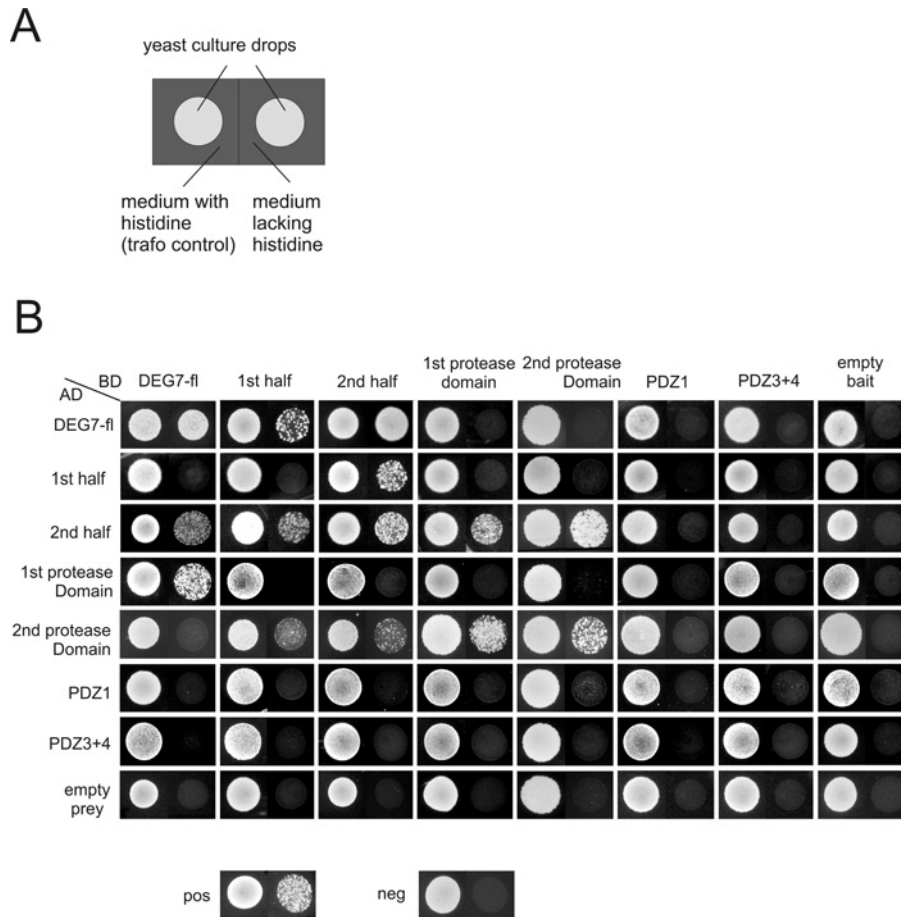 A
yeast culture drops
medium with
histidine
(trafo control)
medium
lacking
histidine
B
BD
AD
DEG7-fl
1st half
2nd half
1st protease
domain
2nd protease
Domain
PDZ1
PDZ3+4
empty
bait
DEG7-fl
1st half
2nd half
1st protease
Domain
2nd protease
Domain
PDZ1
PDZ3+4
empty
prey
pos
neg